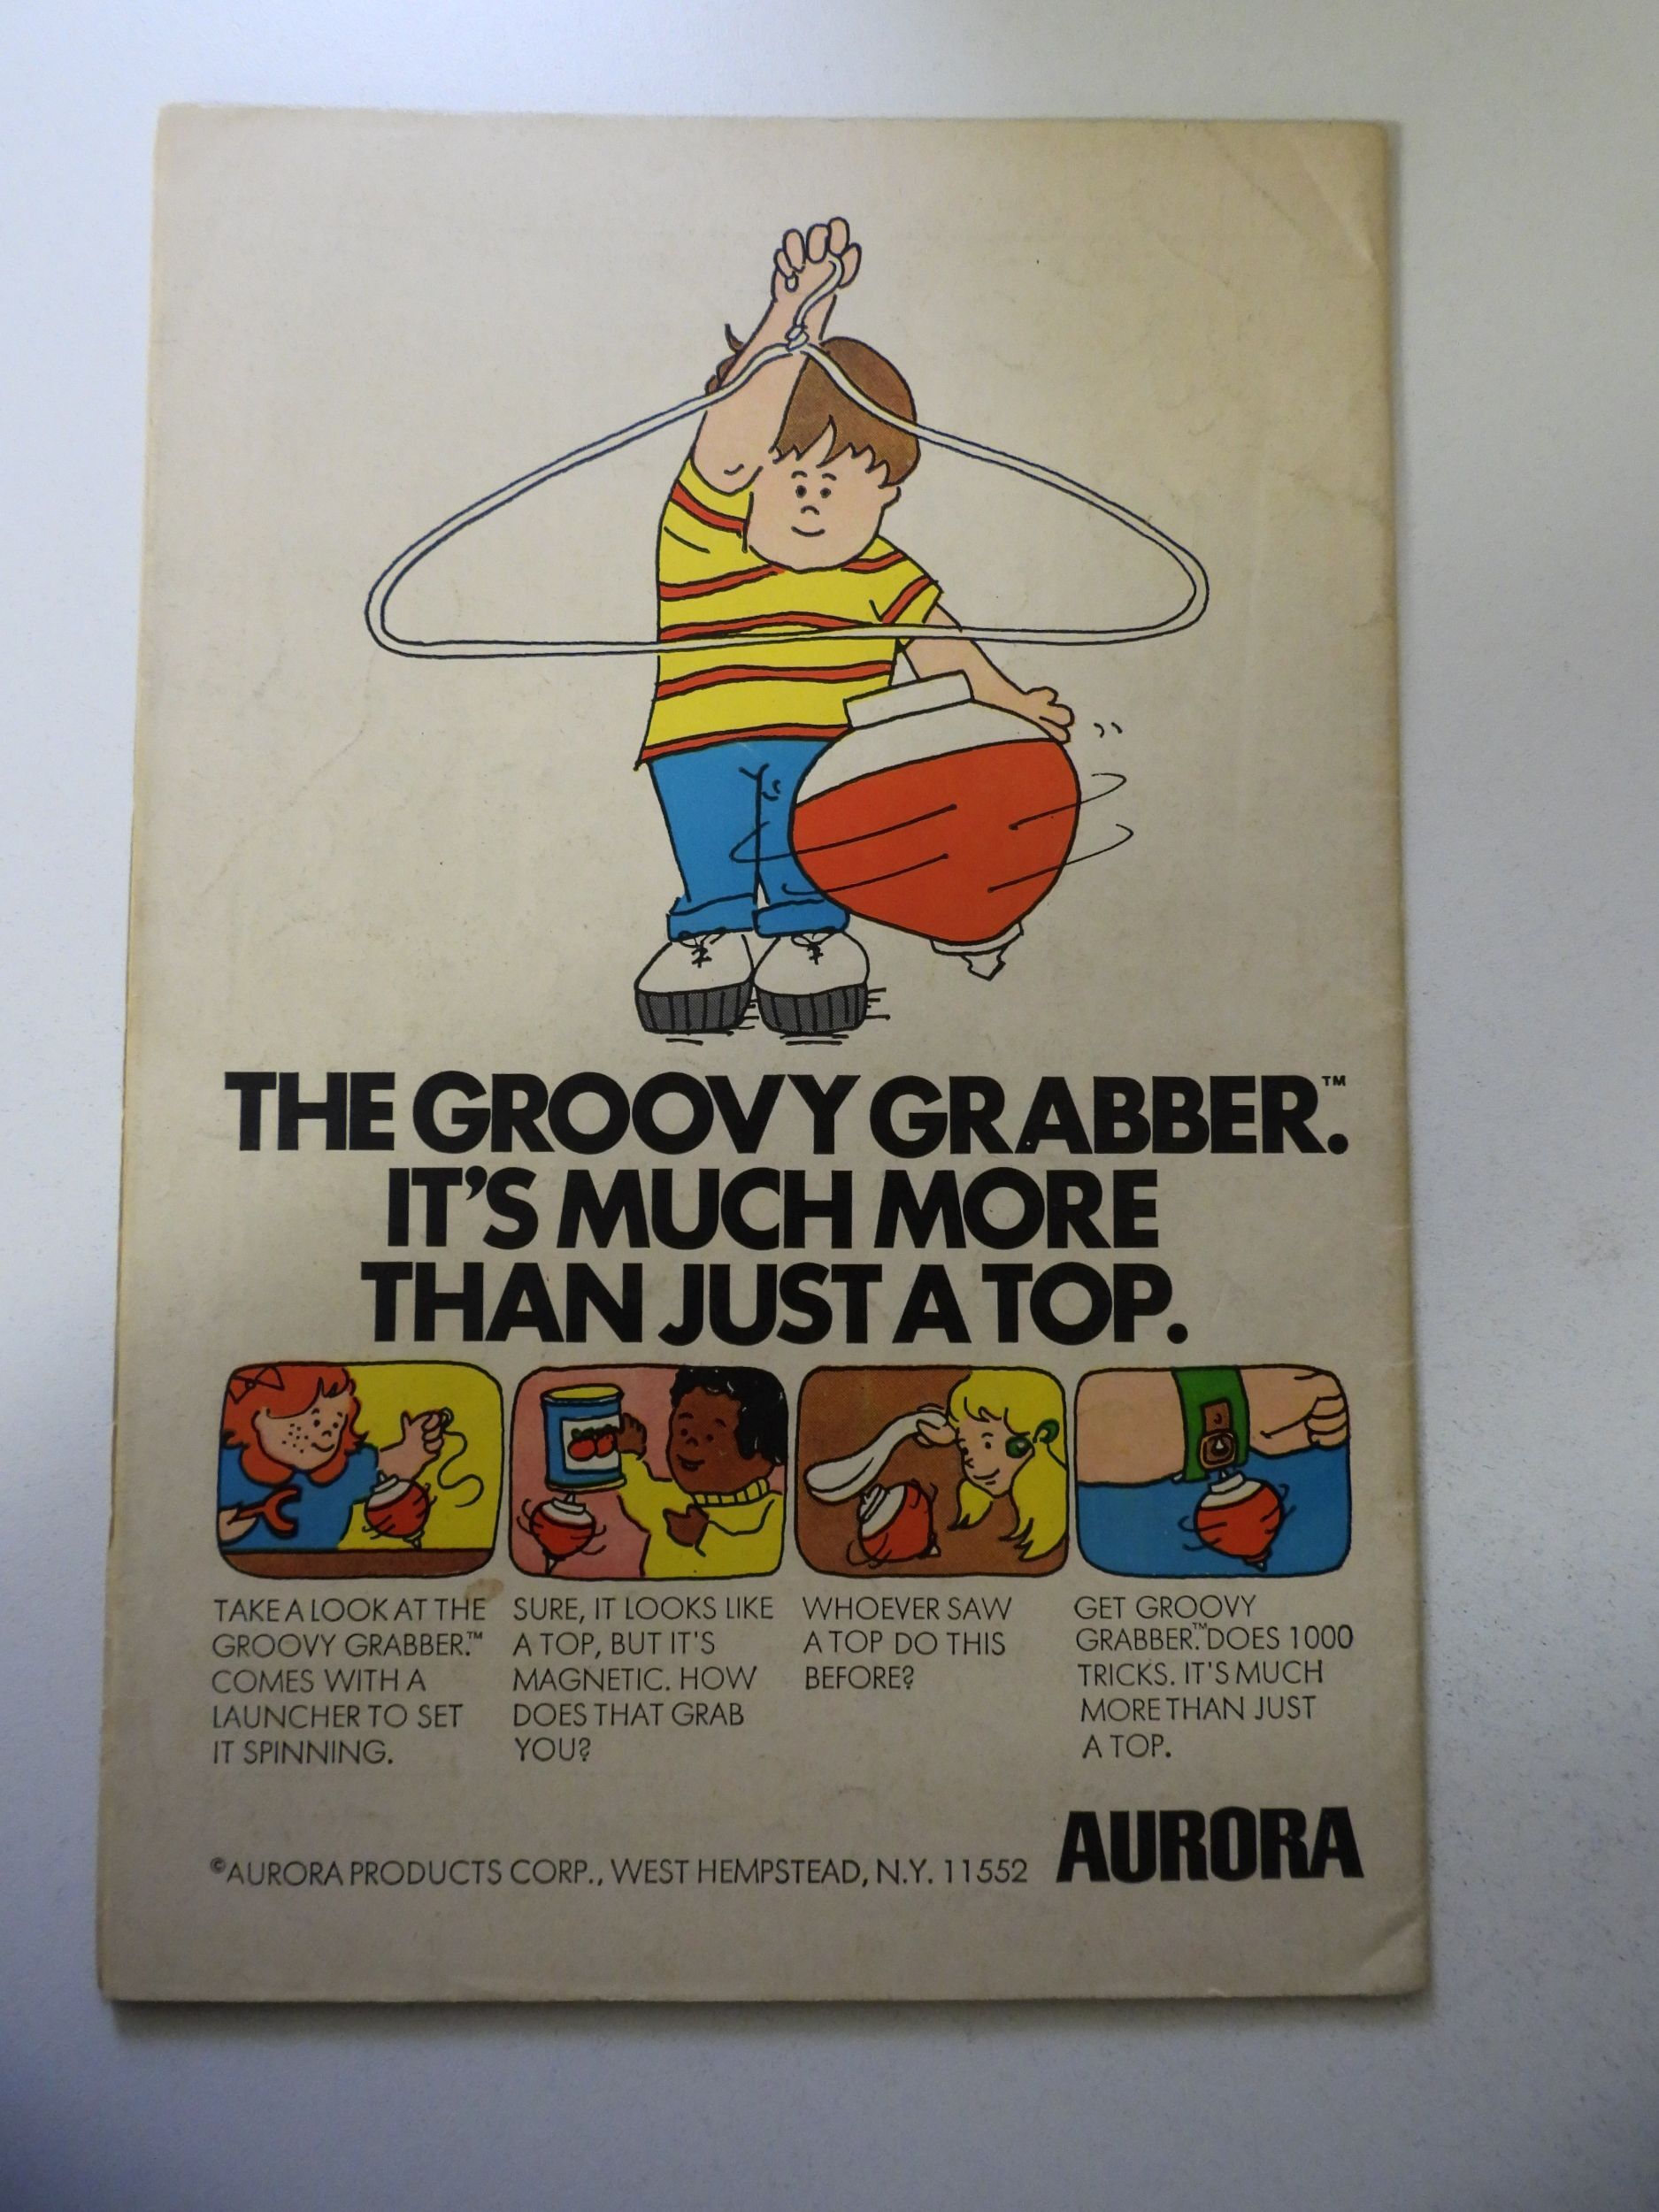 THE GROOVY GRABBER.™
IT'S MUCH MORE
THAN JUST A TOP.
TAKE A LOOK AT THE
GROOVY GRABBER.™
COMES WITH A
LAUNCHER TO SET
IT SPINNING.
SURE, IT LOOKS LIKE
A TOP, BUT IT'S
MAGNETIC. HOW
DOES THAT GRAB
YOU?
WHOEVER SAW
A TOP DO THIS
BEFORE?
GET GROOVY
GRABBER.™ DOES 1000
TRICKS. IT'S MUCH
MORE THAN JUST
A TOP.
©AURORA PRODUCTS CORP., WEST HEMPSTEAD, N.Y. 11552
AURORA